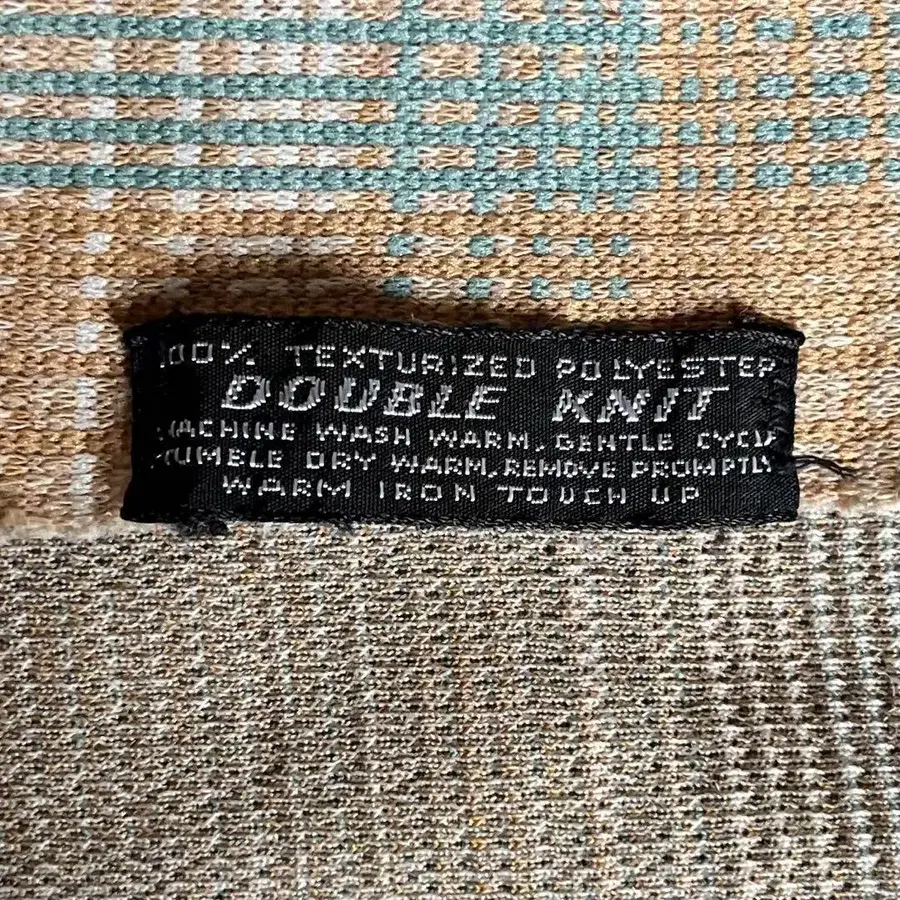 100% TEXTURIZED POLYESTER
DOUBLE KNIT
MACHINE WASH WARM, GENTLE CYCLE
TUMBLE DRY WARM, REMOVE PROMPTLY
WARM IRON TOUCH UP